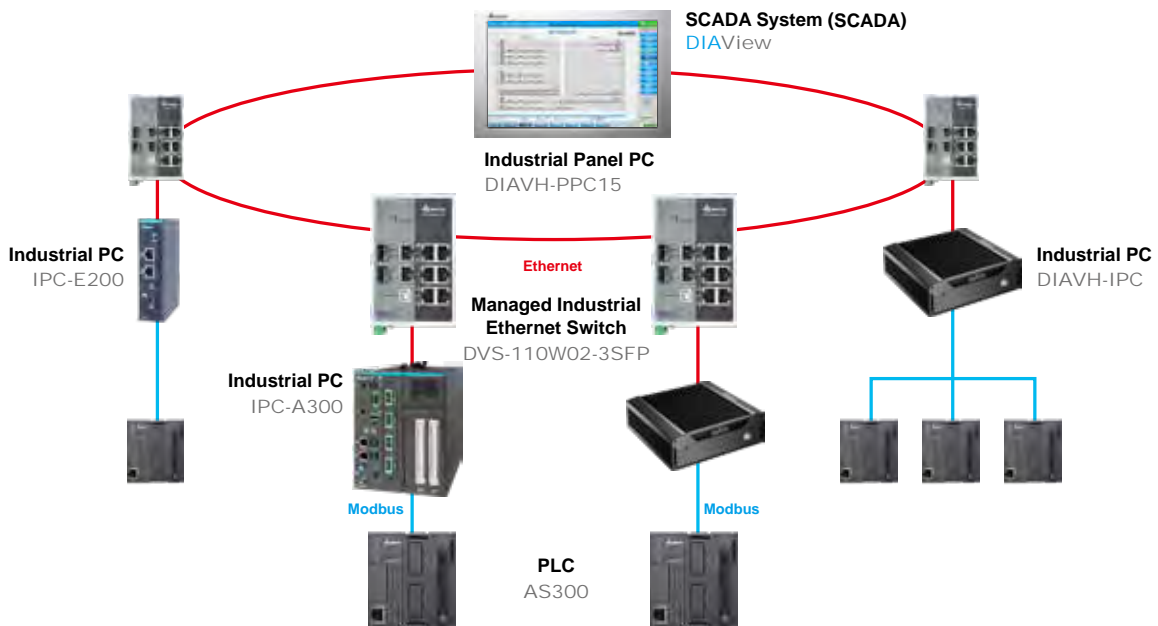 SCADA System (SCADA)
DIAView
Industrial Panel PC
DIAVH-PPC15
Industrial PC
IPC-E200
Ethernet
Industrial PC
DIAVH-IPC
Managed Industrial
Ethernet Switch
DVS-110W02-3SFP
Industrial PC
IPC-A300
Modbus
Modbus
PLC
AS300